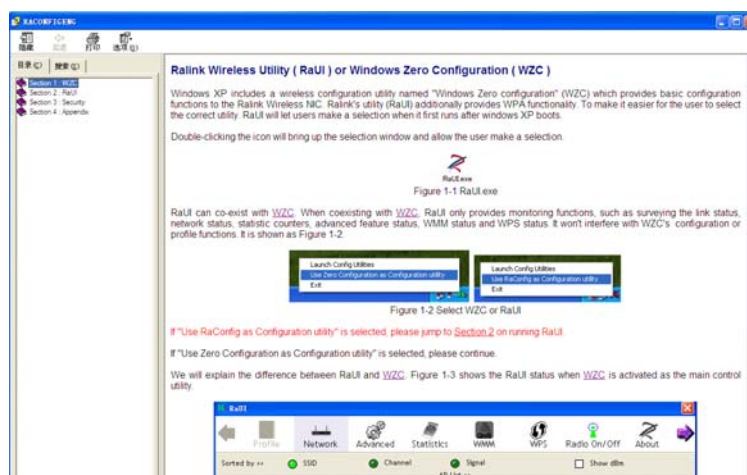 RACONFIGENG
隐藏 后退 打印 选项(O)
目录(C) 搜索(S)
Section 1 : WZC
Section 2 : RaUI
Section 3 : Security
Section 4 : Appendix
Ralink Wireless Utility ( RaUI ) or Windows Zero Configuration ( WZC )
Windows XP includes a wireless configuration utility named "Windows Zero configuration" (WZC) which provides basic configuration
functions to the Ralink Wireless NIC. Ralink's utility (RaUI) additionally provides WPA functionality. To make it easier for the user to select
the correct utility. RaUI will let users make a selection when it first runs after windows XP boots.
Double-clicking the icon will bring up the selection window and allow the user make a selection.
RaUI.exe
Figure 1-1 RaUI.exe
RaUI can co-exist with WZC. When coexisting with WZC, RaUI only provides monitoring functions, such as surveying the link status,
network status, statistic counters, advanced feature status, WMM status and WPS status. It won't interfere with WZC's configuration or
profile functions. It is shown as Figure 1-2.
Launch Config Utilities
Use Zero Configuration as Configuration utility
Exit
Launch Config Utilities
Use RaConfig as Configuration utility
Exit
Figure 1-2 Select WZC or RaUI
If "Use RaConfig as Configuration utility" is selected, please jump to Section 2 on running RaUI.
If "Use Zero Configuration as Configuration utility" is selected, please continue.
We will explain the difference between RaUI and WZC. Figure 1-3 shows the RaUI status when WZC is activated as the main control
utility.
RaUI
Profile Network Advanced Statistics WMM WPS Radio On/Off About
Sorted by >> SSID Channel Signal Show dBm